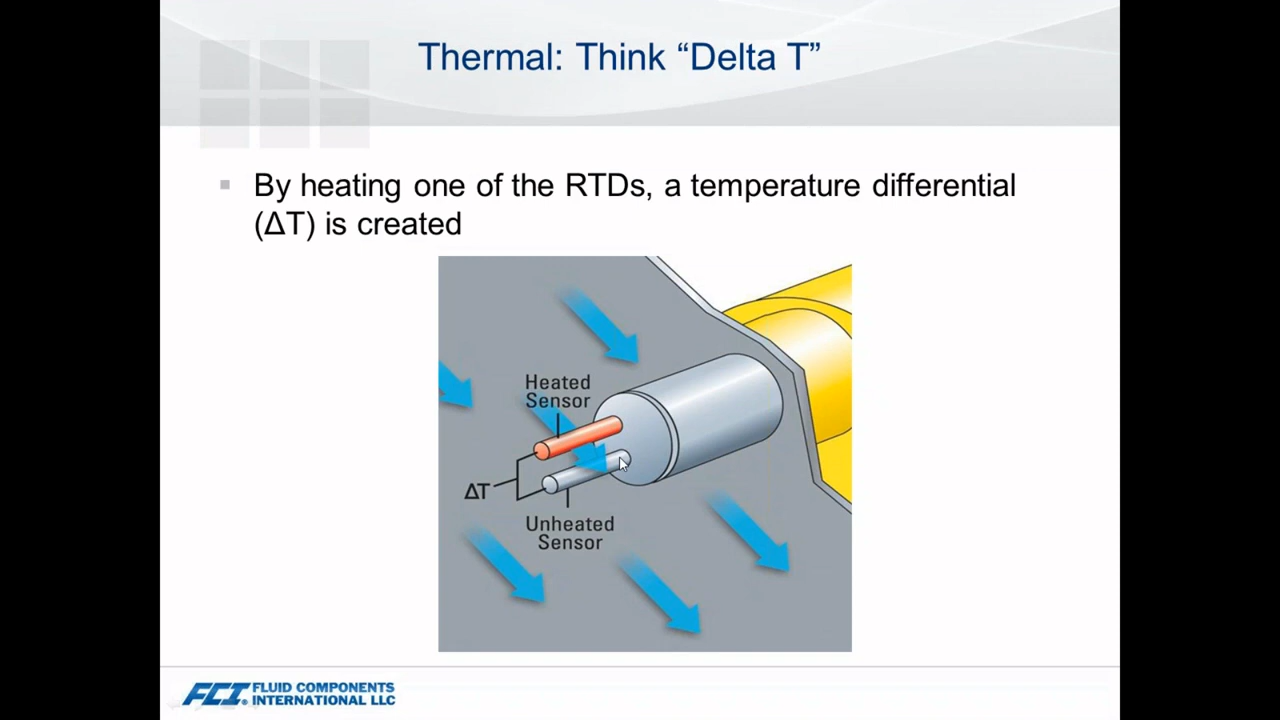 Thermal: Think “Delta T”
By heating one of the RTDs, a temperature differential
(ΔT) is created
Heated
Sensor
ΔT
Unheated
Sensor
FCI® FLUID COMPONENTS
INTERNATIONAL LLC